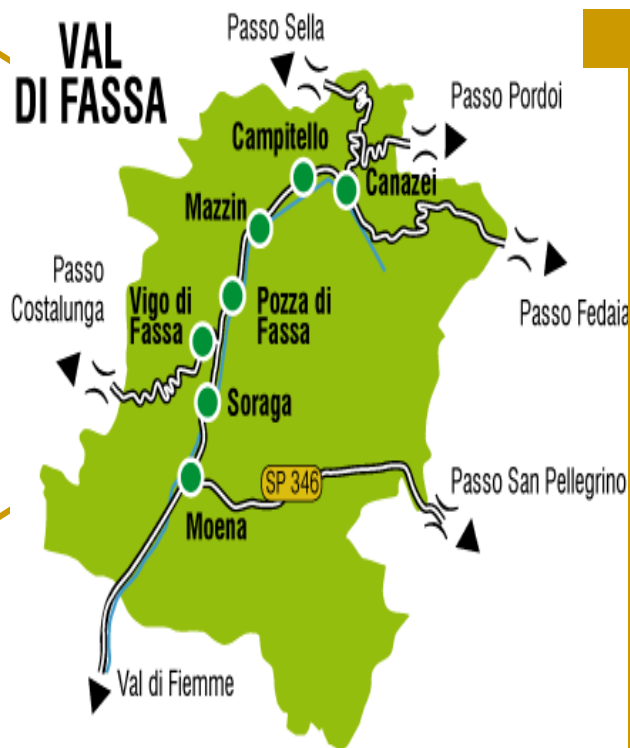 VAL
DI FASSA
Passo Sella
Passo Pordoi
Campitello
Canazei
Mazzin
Passo
Costalunga
Vigo di
Fassa
Pozza di
Fassa
Passo Fedaia
Soraga
SP 346
Passo San Pellegrino
Moena
Val di Fiemme